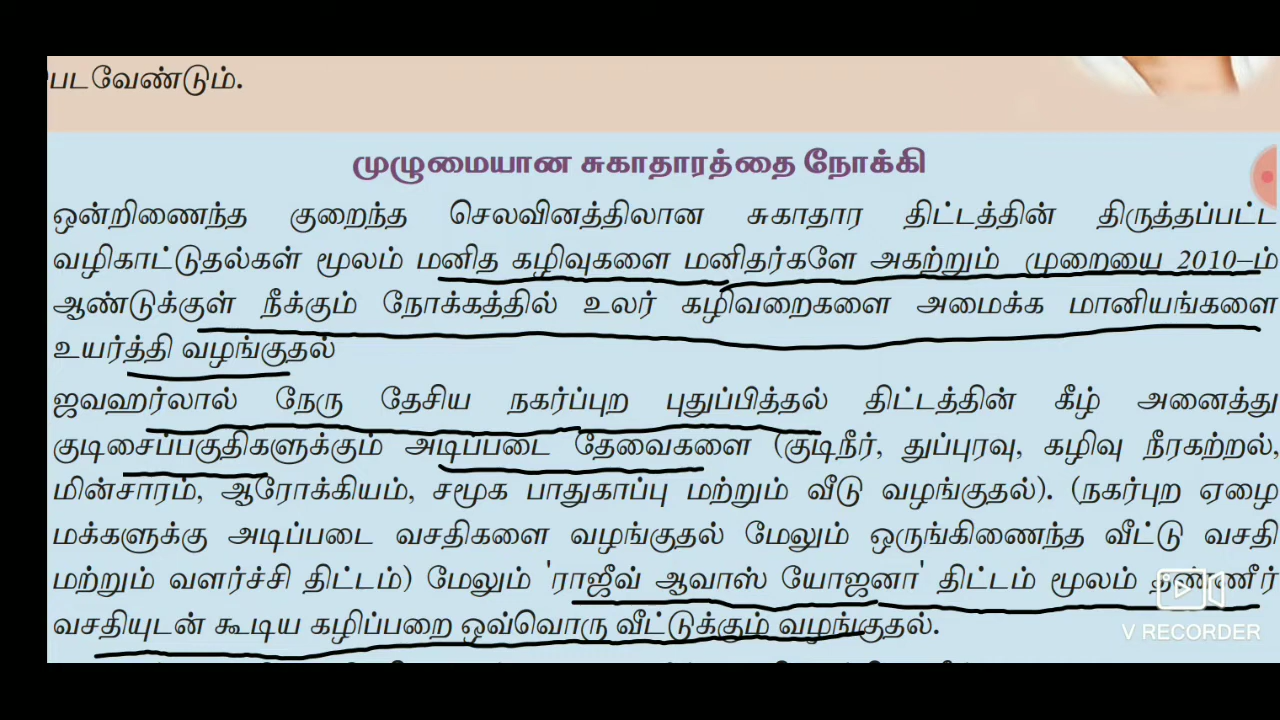 படவேண்டும்.
முழுமையான சுகாதாரத்தை நோக்கி
ஒன்றிணைந்த குறைந்த செலவினத்திலான சுகாதார திட்டத்தின் திருத்தப்பட்ட
வழிகாட்டுதல்கள் மூலம் மனித கழிவுகளை மனிதர்களே அகற்றும் முறையை 2010–ம்
ஆண்டுக்குள் நீக்கும் நோக்கத்தில் உலர் கழிவறைகளை அமைக்க மானியங்களை
உயர்த்தி வழங்குதல்
ஜவஹர்லால் நேரு தேசிய நகர்ப்புற புதுப்பித்தல் திட்டத்தின் கீழ் அனைத்து
குடிசைப்பகுதிகளுக்கும் அடிப்படை தேவைகளை (குடிநீர், துப்புரவு, கழிவு நீரகற்றல்,
மின்சாரம், ஆரோக்கியம், சமூக பாதுகாப்பு மற்றும் வீடு வழங்குதல்). (நகர்புற ஏழை
மக்களுக்கு அடிப்படை வசதிகளை வழங்குதல் மேலும் ஒருங்கிணைந்த வீட்டு வசதி
மற்றும் வளர்ச்சி திட்டம்) மேலும் 'ராஜீவ் ஆவாஸ் யோஜனா' திட்டம் மூலம் தண்ணீர்
வசதியுடன் கூடிய கழிப்பறை ஒவ்வொரு வீட்டுக்கும் வழங்குதல்.
V RECORDER